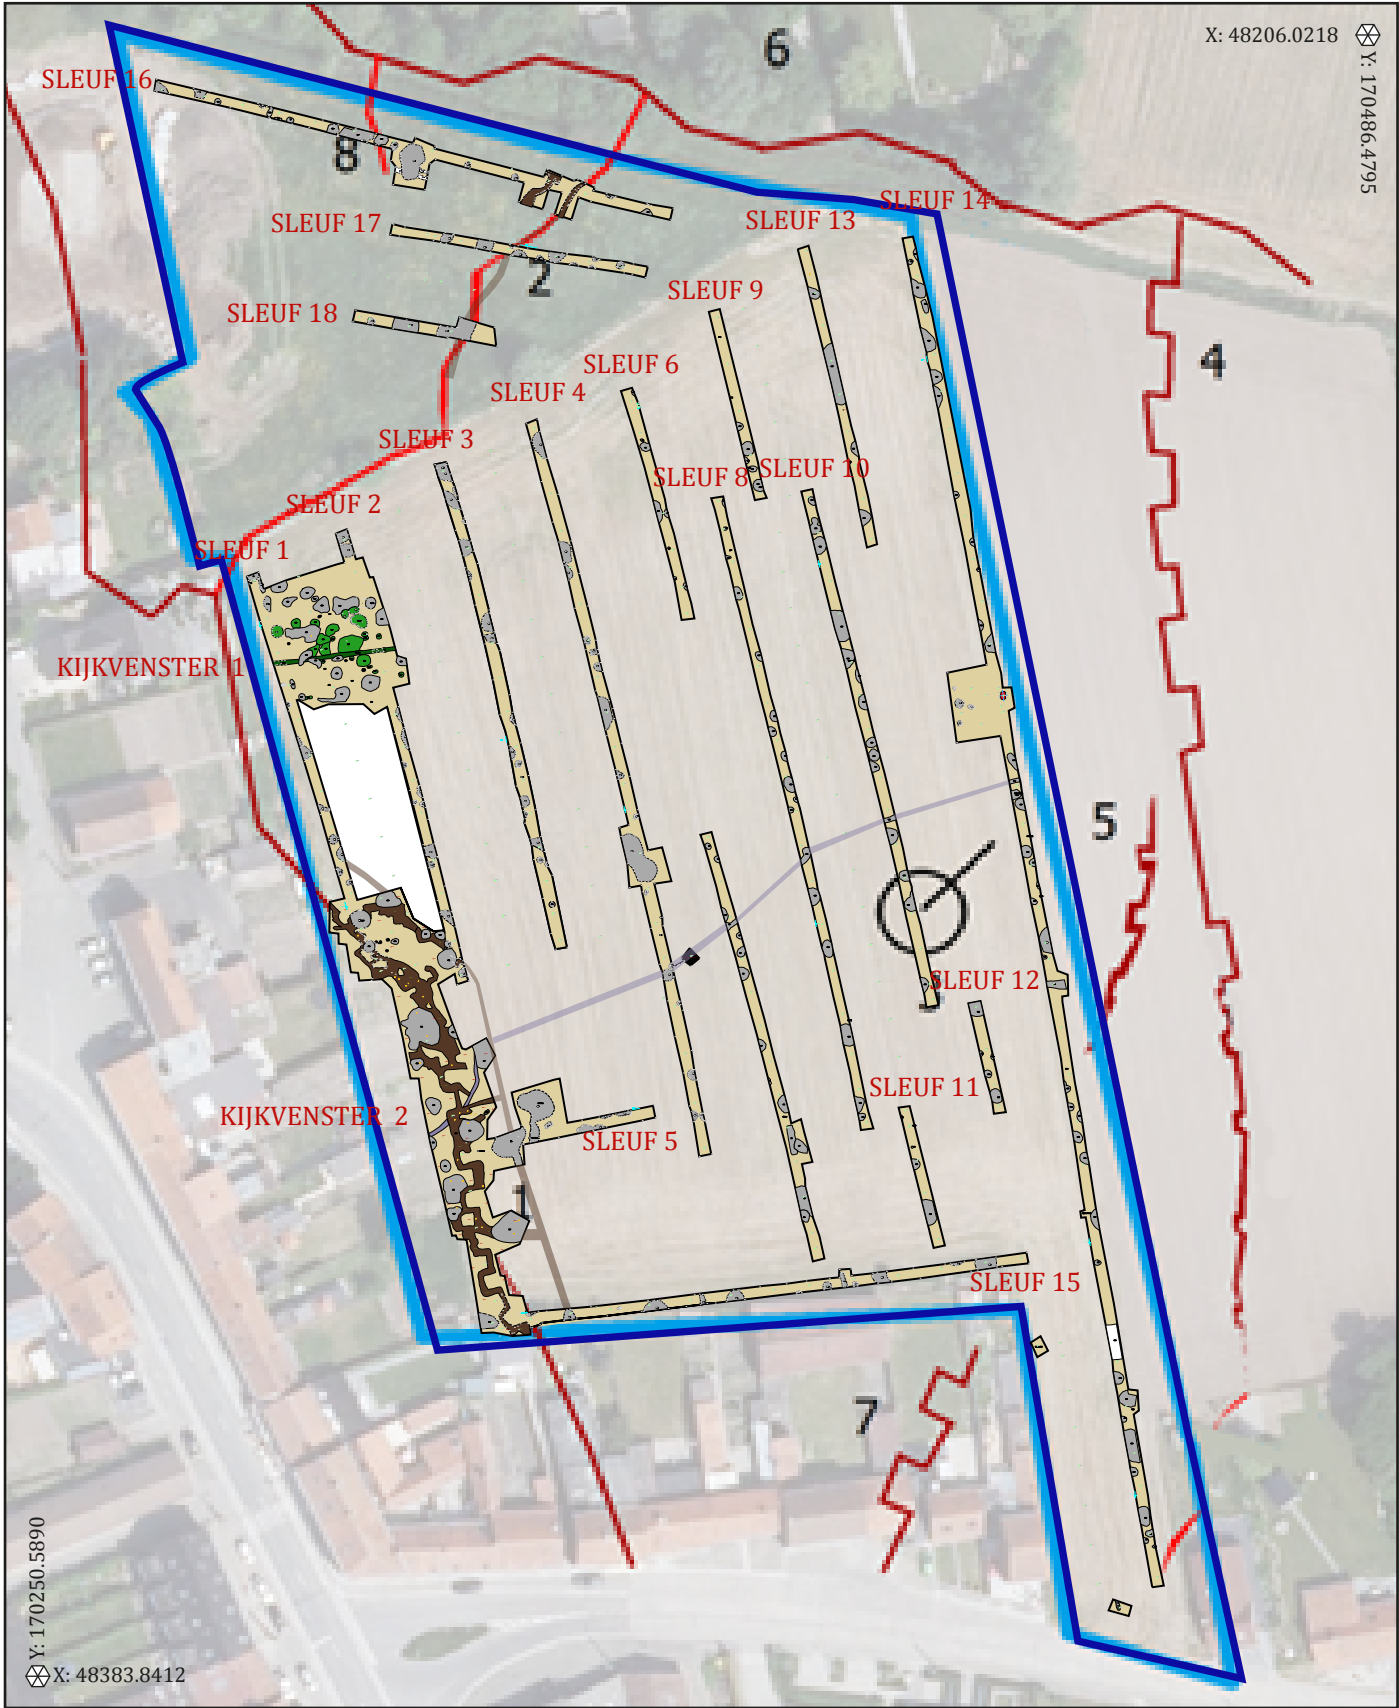 X: 48206.0218
Y: 170486.4795
6
SLEUF 16
8
SLEUF 14
SLEUF 13
SLEUF 17
2
SLEUF 9
SLEUF 18
4
SLEUF 6
SLEUF 4
SLEUF 3
SLEUF 8
SLEUF 10
SLEUF 2
SLEUF 1
KIJKVENSTER 1
5
SLEUF 12
SLEUF 11
KIJKVENSTER 2
SLEUF 5
1
SLEUF 15
7
Y: 170250.5890
X: 48383.8412